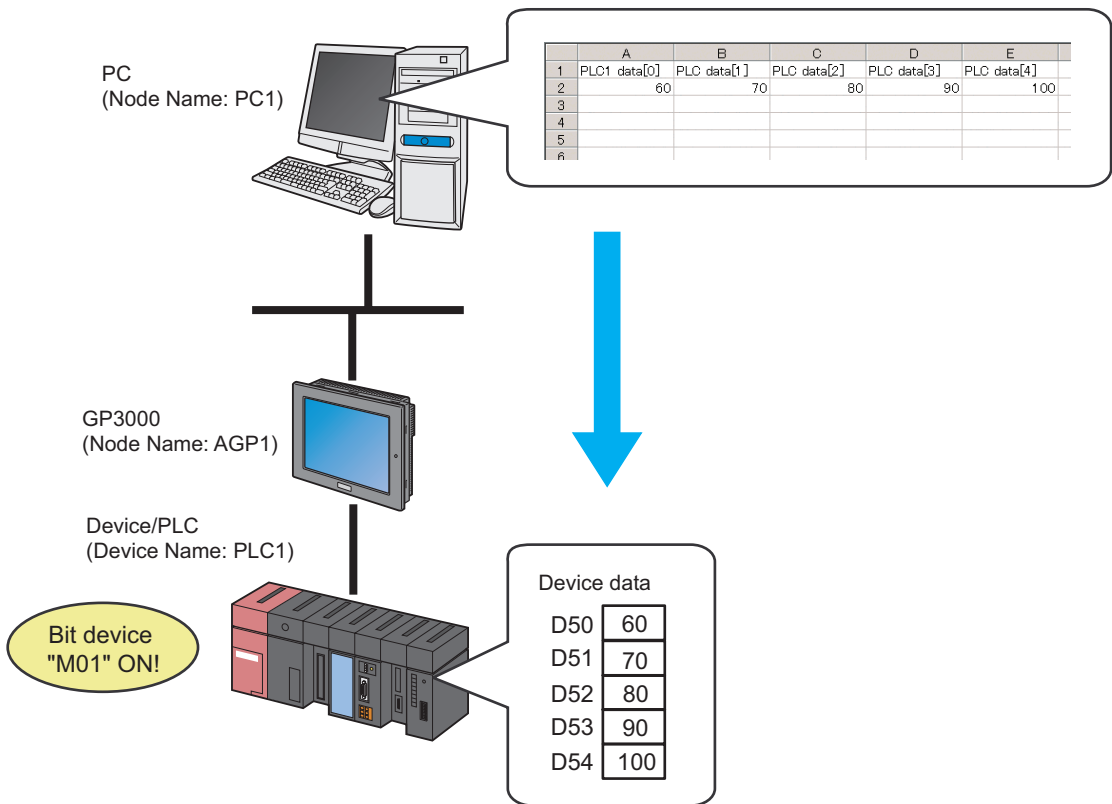 PC
(Node Name: PC1)
A B C D E
1 PLC1 data[0] PLC data[1] PLC data[2] PLC data[3] PLC data[4]
2 60 70 80 90 100
3
4
5
6
GP3000
(Node Name: AGP1)
Device/PLC
(Device Name: PLC1)
Bit device
"M01" ON!
Device data
D50 60
D51 70
D52 80
D53 90
D54 100